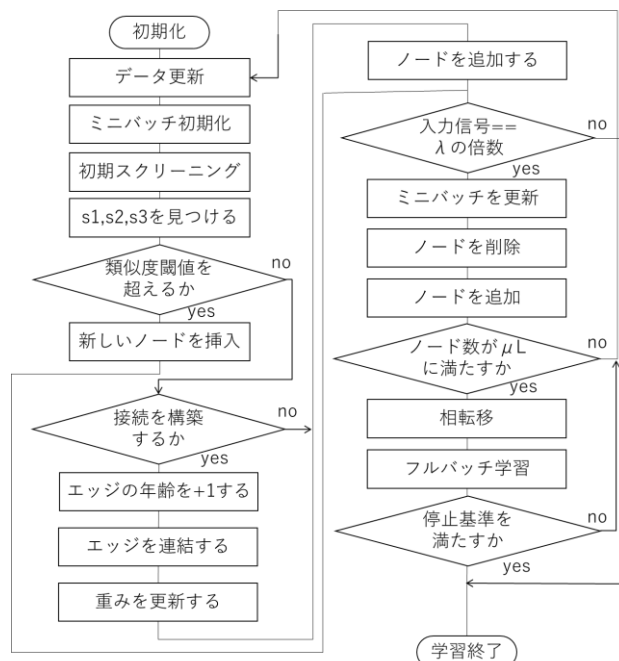 初期化
データ更新
ミニバッチ初期化
初期スクリーニング
s1,s2,s3を見つける
類似度閾値を
超えるか
no
yes
新しいノードを挿入
接続を構築
するか
no
yes
エッジの年齢を+1する
エッジを連結する
重みを更新する
ノードを追加する
入力信号==
λの倍数
no
yes
ミニバッチを更新
ノードを削除
ノードを追加
ノード数がμL
に満たすか
no
yes
相転移
フルバッチ学習
停止基準を
満たすか
no
yes
学習終了